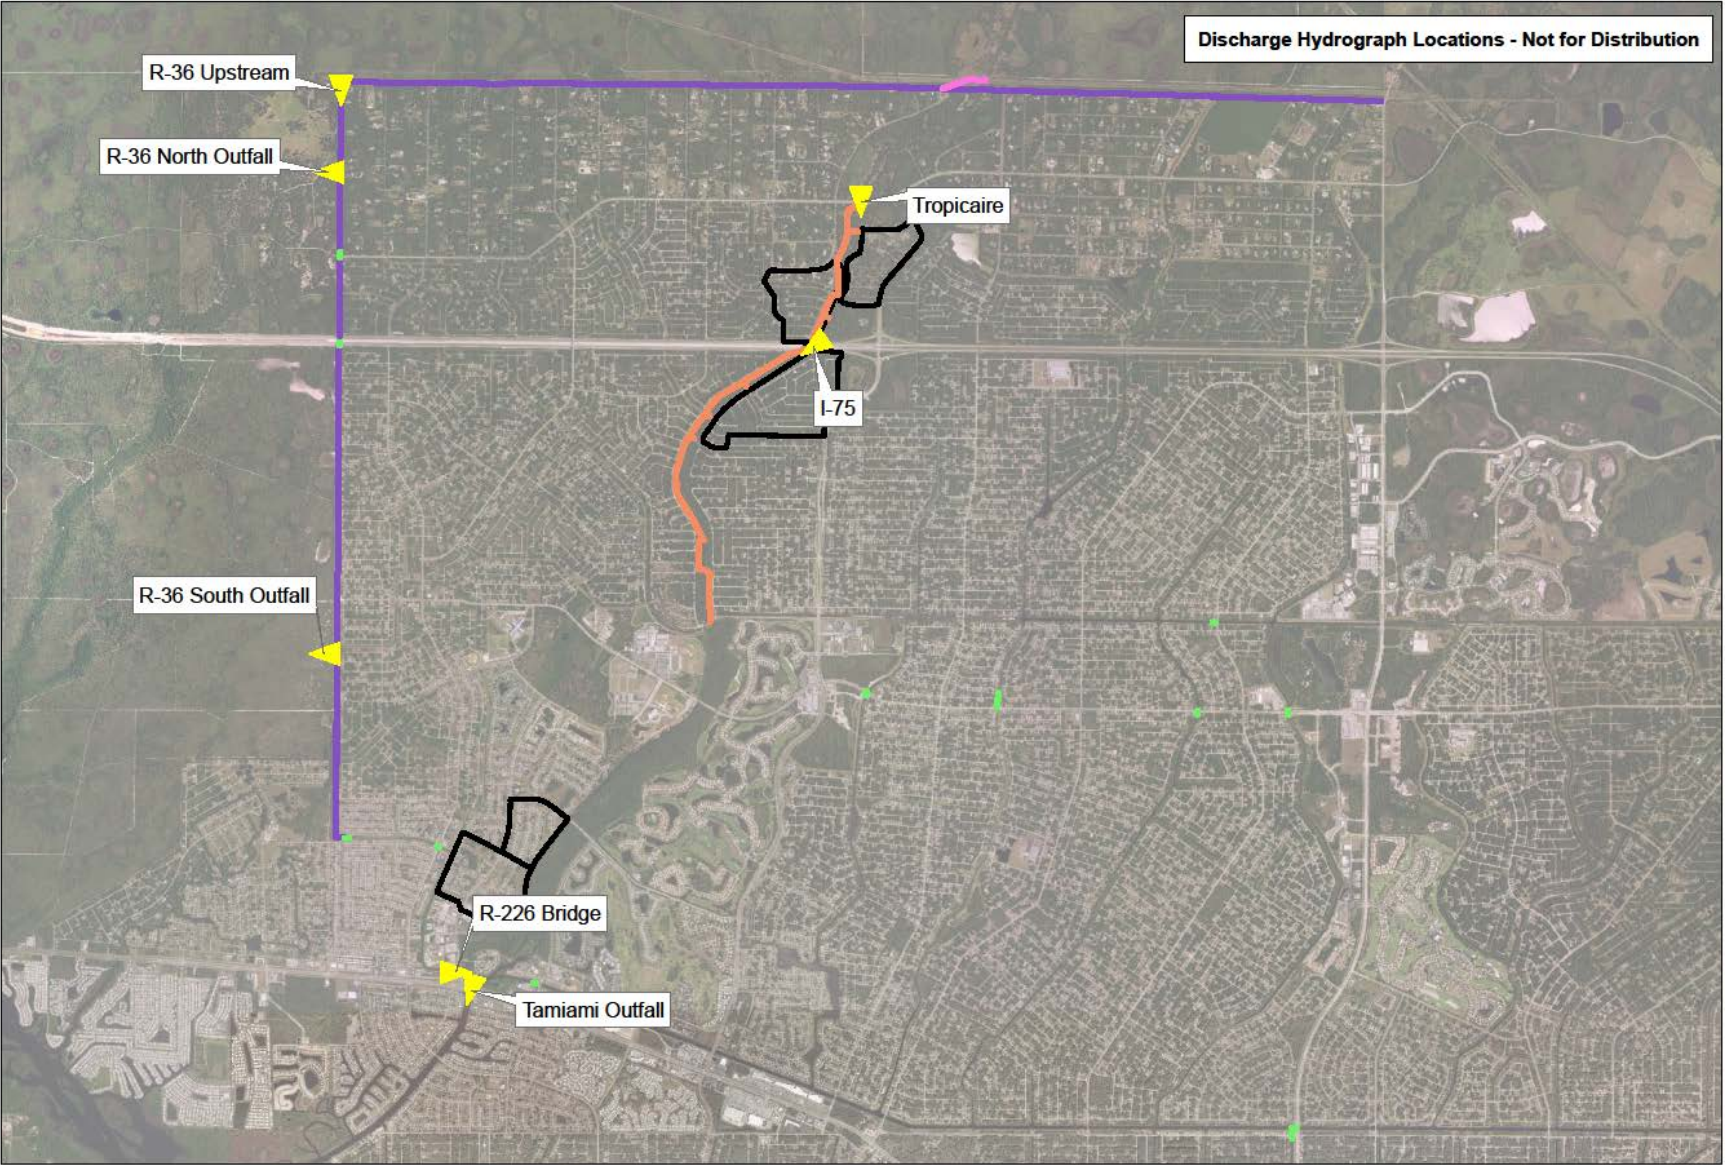 Discharge Hydrograph Locations - Not for Distribution
R-36 Upstream
R-36 North Outfall
Tropicaire
I-75
R-36 South Outfall
R-226 Bridge
Tamiami Outfall